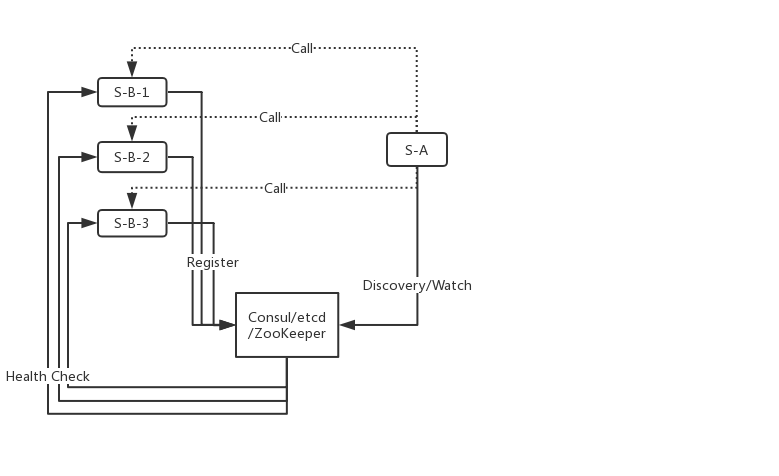 Call
S-B-1
Call
S-A
S-B-2
Call
S-B-3
Register
Discovery/Watch
Consul/etcd
/ZooKeeper
Health Check